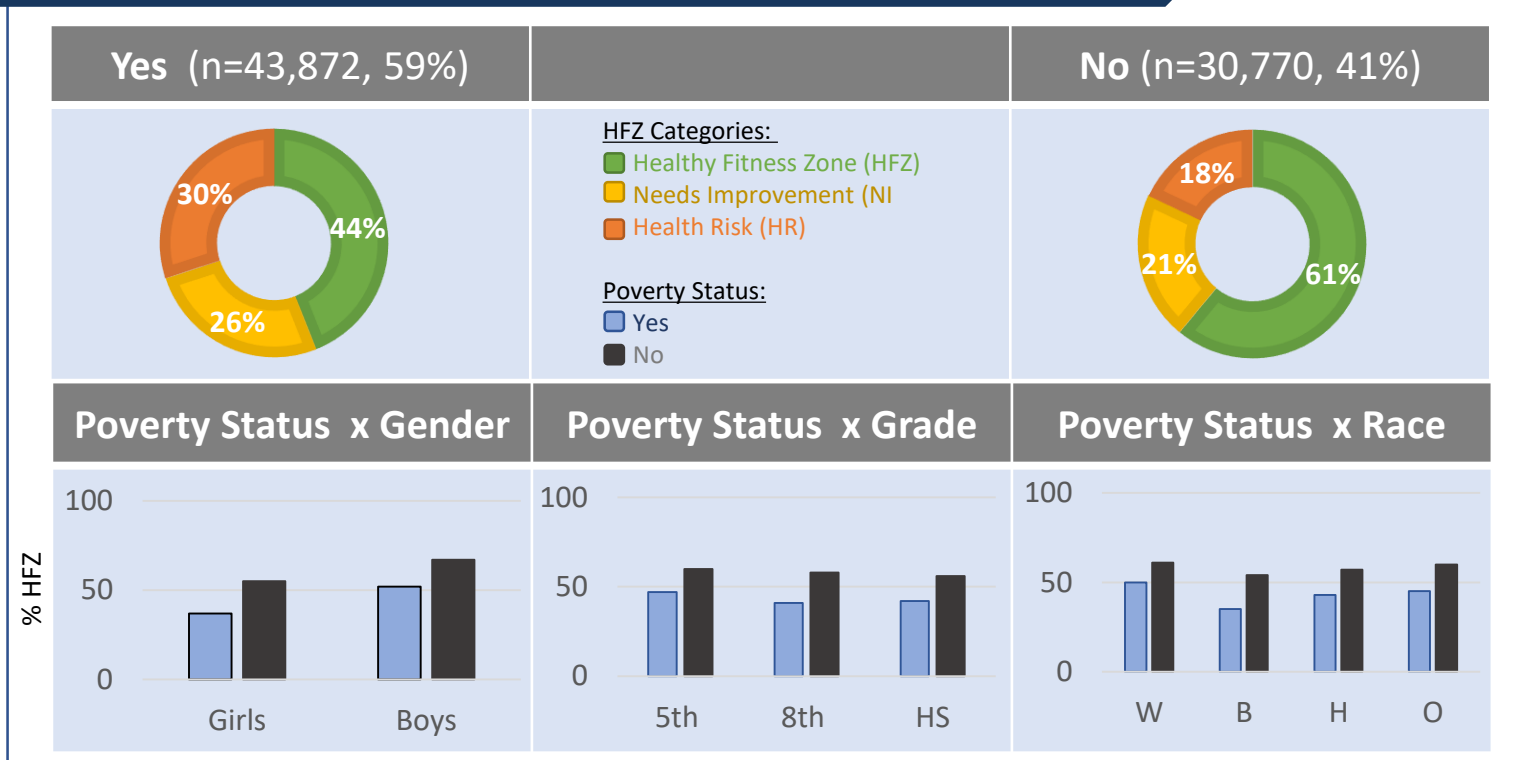 Yes (n=43,872, 59%)
No (n=30,770, 41%)
30%
44%
26%
HFZ Categories:
Healthy Fitness Zone (HFZ)
Needs Improvement (NI
Health Risk (HR)
Poverty Status:
Yes
No
18%
21%
61%
Poverty Status x Gender
Poverty Status x Grade
Poverty Status x Race
% HFZ
100
50
0
Girls Boys
100
50
0
5th 8th HS
100
50
0
W B H O